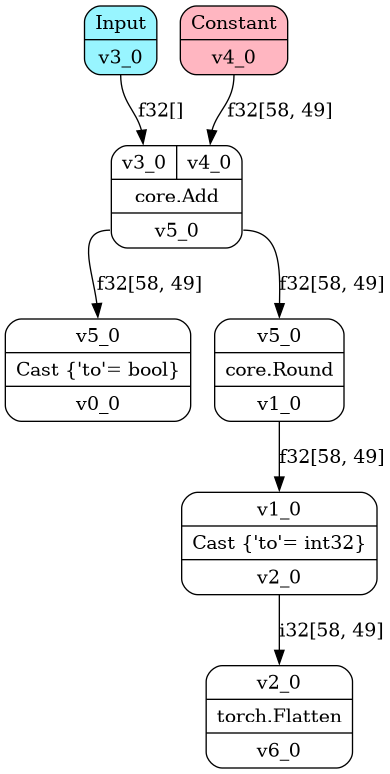 Input
v3_0
Constant
v4_0
f32[]
f32[58, 49]
v3_0
v4_0
core.Add
v5_0
f32[58, 49]
f32[58, 49]
v5_0
Cast {'to'= bool}
v0_0
v5_0
core.Round
v1_0
f32[58, 49]
v1_0
Cast {'to'= int32}
v2_0
i32[58, 49]
v2_0
torch.Flatten
v6_0